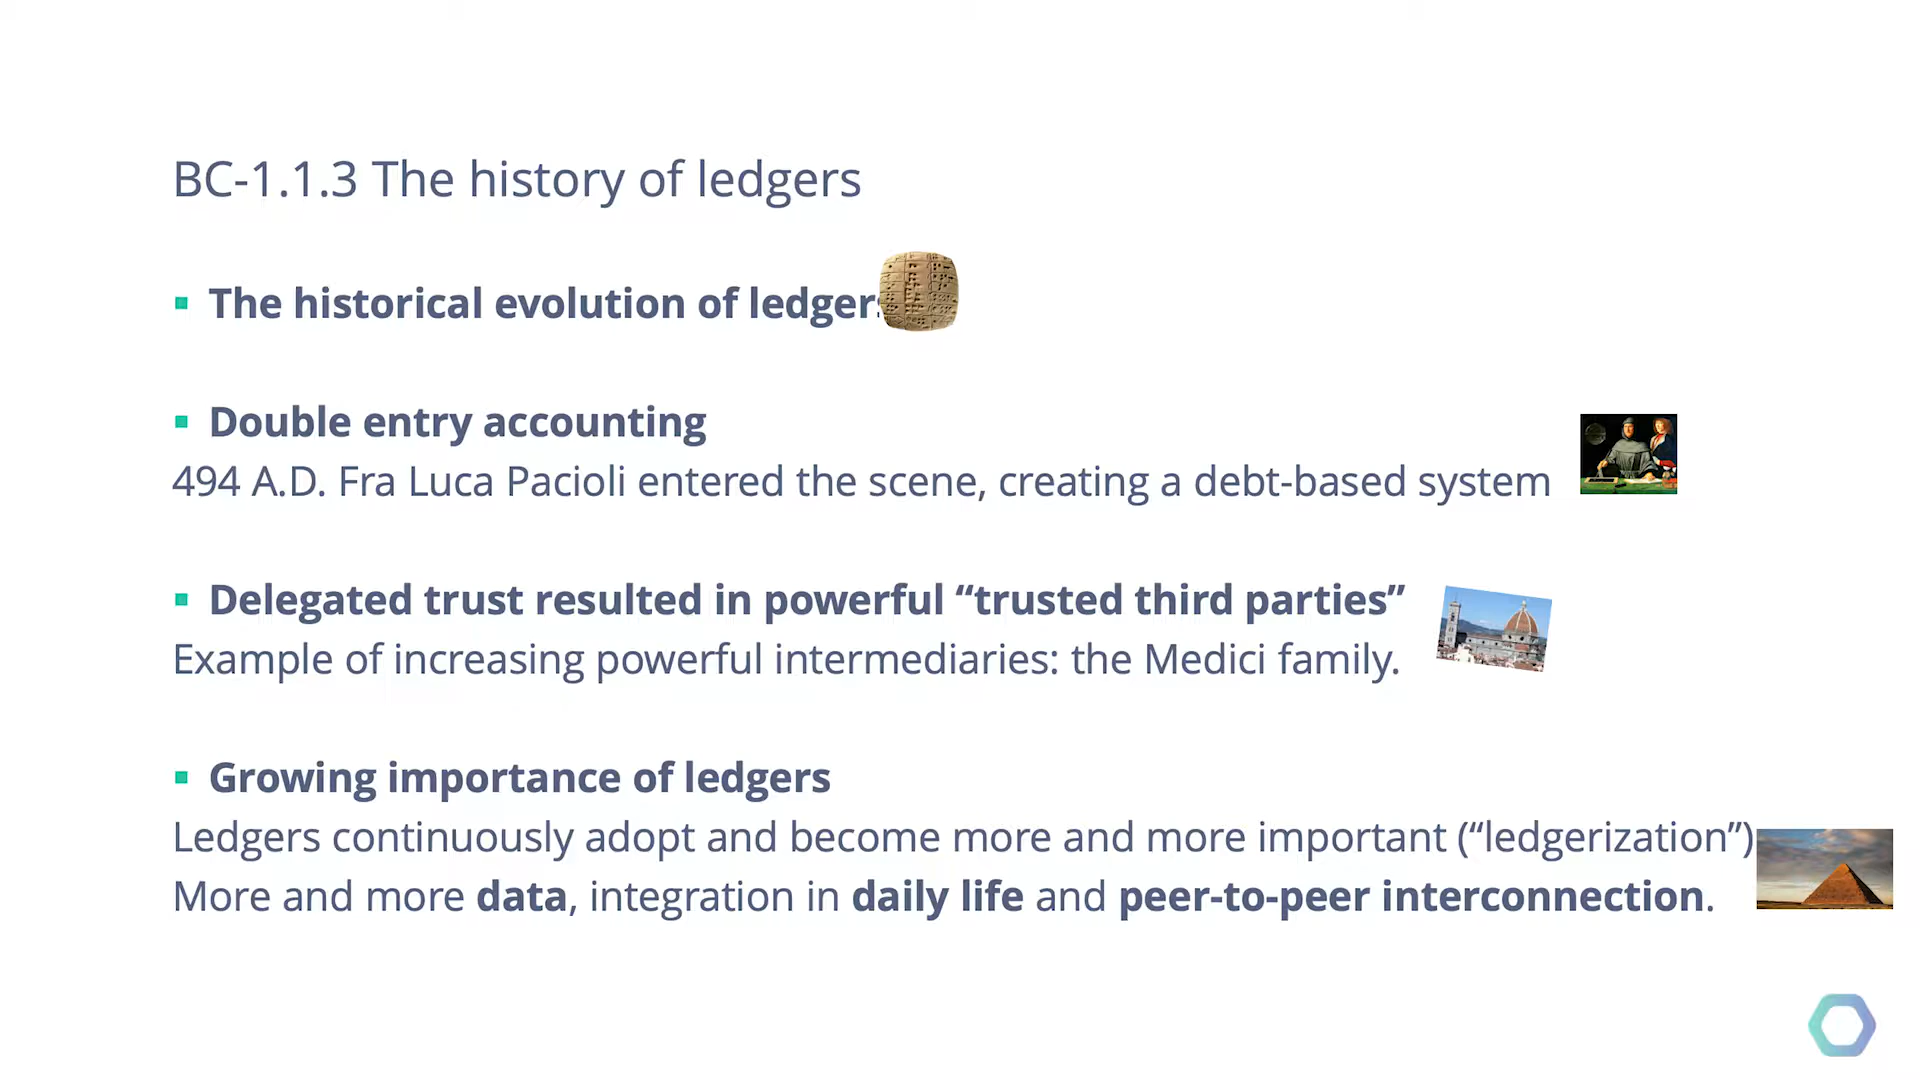 BC-1.1.3 The history of ledgers
▪ The historical evolution of ledgers
▪ Double entry accounting
494 A.D. Fra Luca Pacioli entered the scene, creating a debt-based system
▪ Delegated trust resulted in powerful “trusted third parties”
Example of increasing powerful intermediaries: the Medici family.
▪ Growing importance of ledgers
Ledgers continuously adopt and become more and more important (“ledgerization”)
More and more data, integration in daily life and peer-to-peer interconnection.